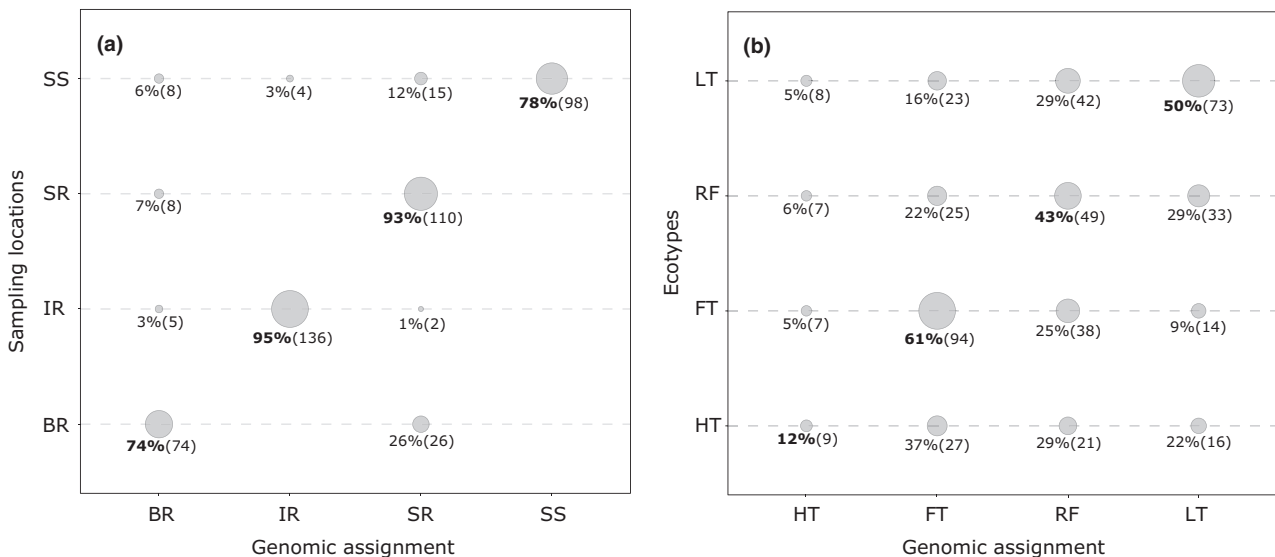 (a)
Sampling locations
SS
6%(8) 3%(4) 12%(15) 78%(98)
SR
7%(8) 93%(110)
IR
3%(5) 95%(136) 1%(2)
BR
74%(74) 26%(26)
BR IR SR SS
Genomic assignment
(b)
Ecotypes
LT
5%(8) 16%(23) 29%(42) 50%(73)
RF
6%(7) 22%(25) 43%(49) 29%(33)
FT
5%(7) 61%(94) 25%(38) 9%(14)
HT
12%(9) 37%(27) 29%(21) 22%(16)
HT FT RF LT
Genomic assignment